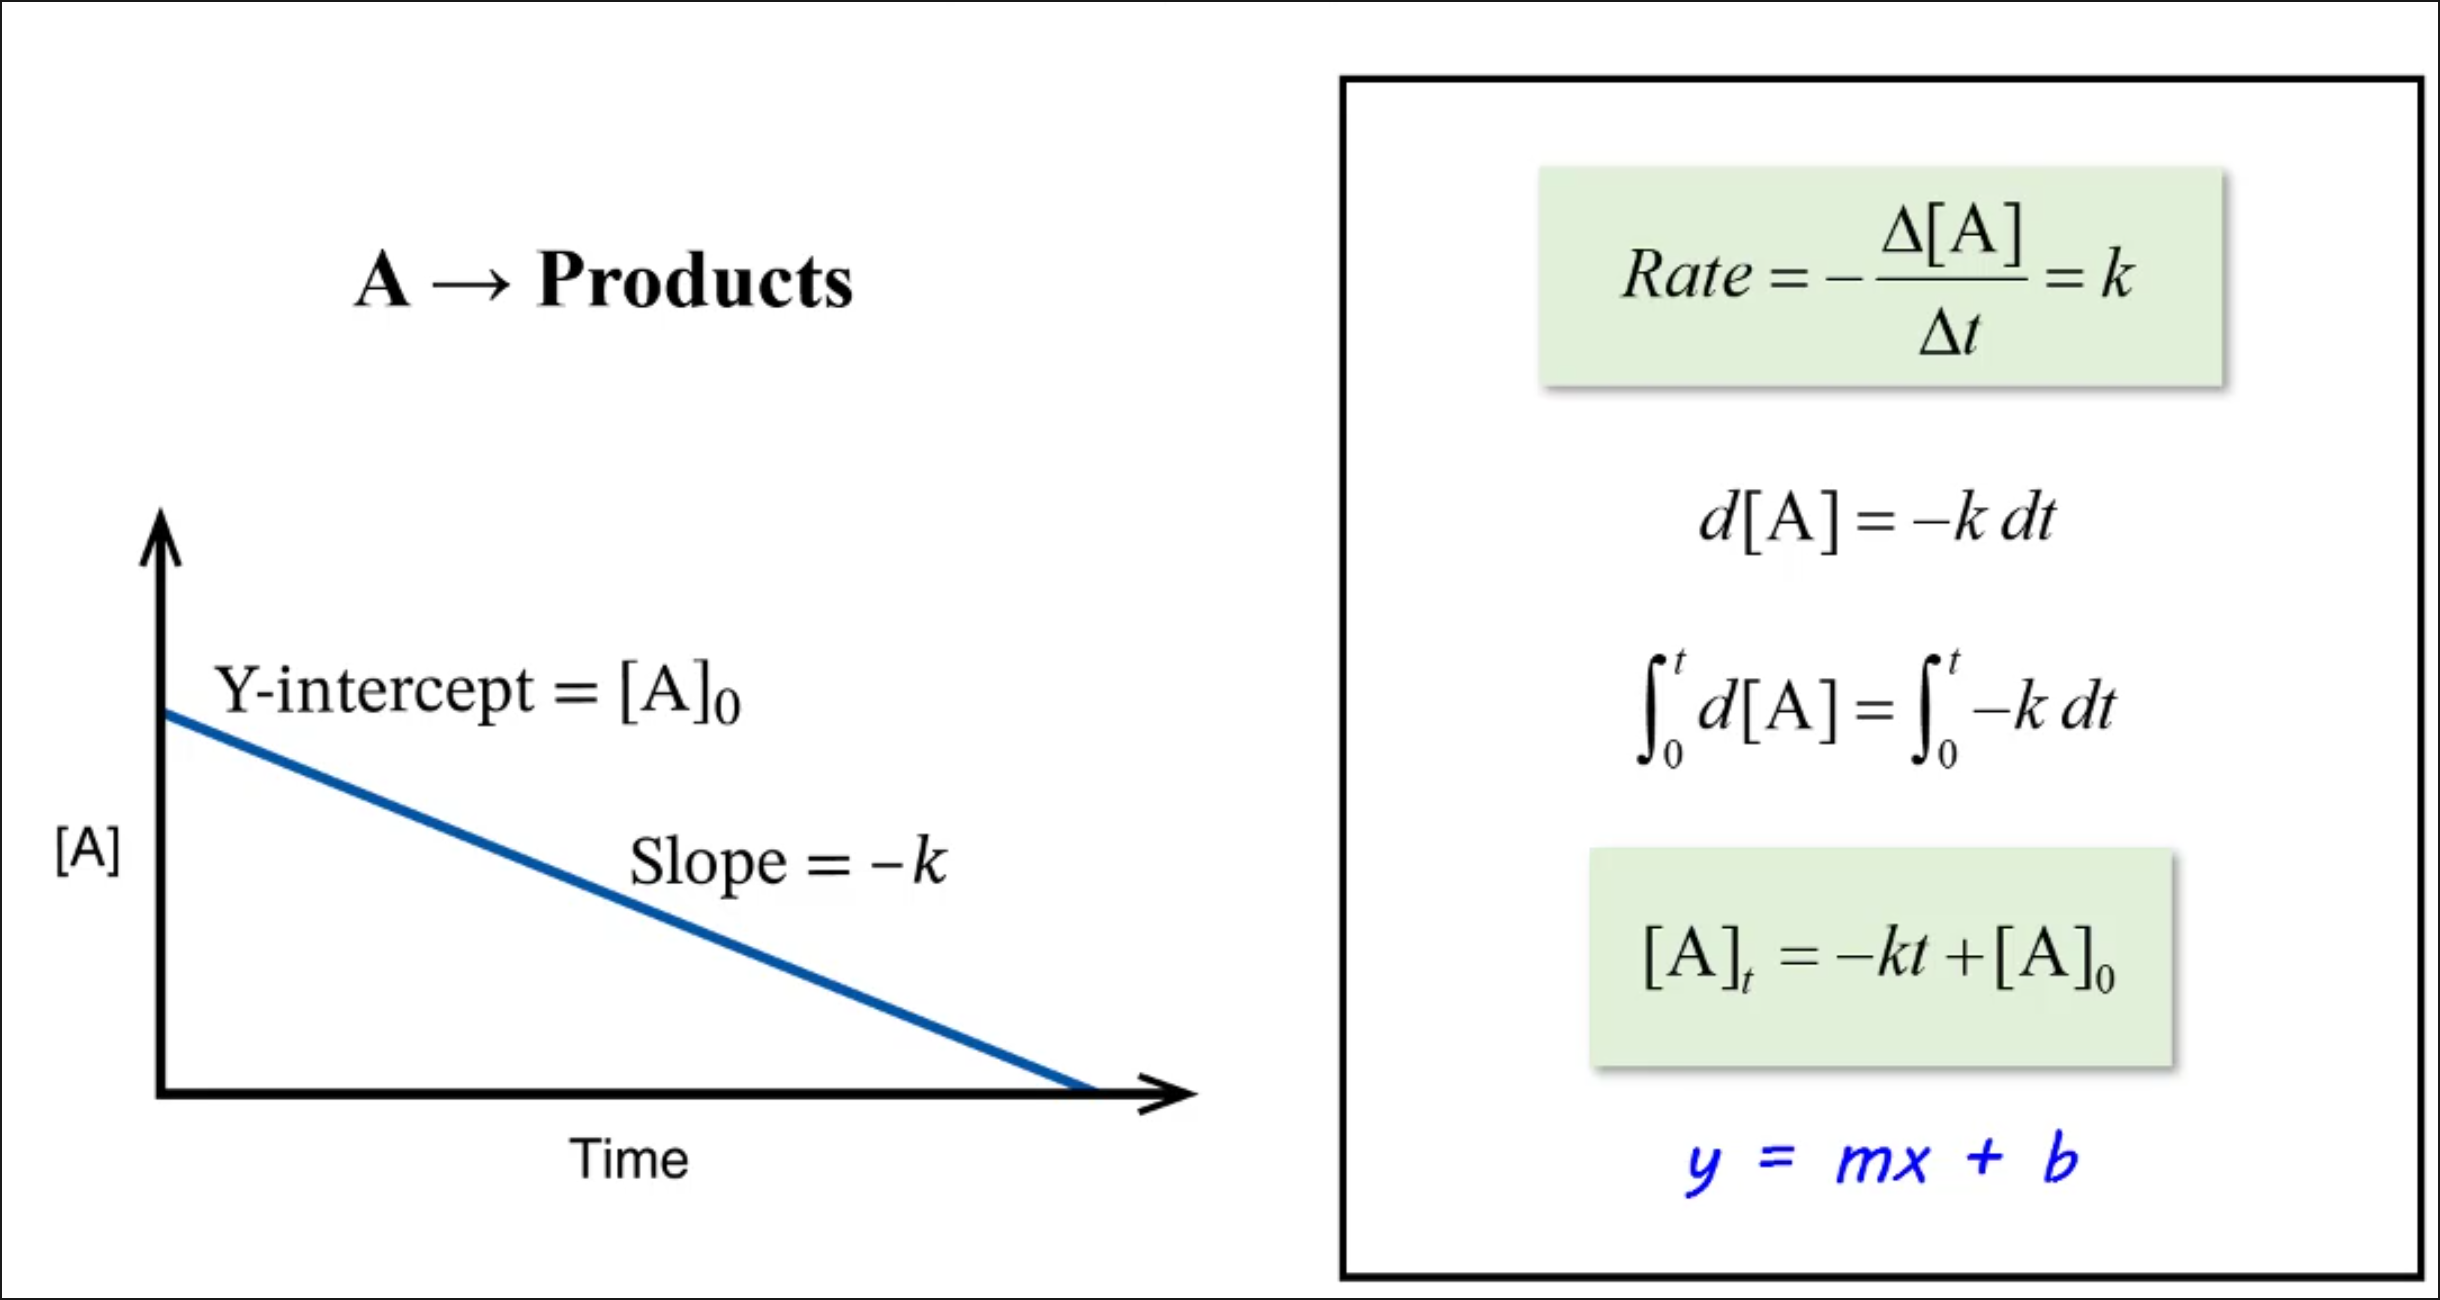 A → Products
Y-intercept = [A]₀
Slope = −k
[A]
Time
Rate = − Δ[A]/Δt = k
d[A] = −k dt
∫₀ᵗ d[A] = ∫₀ᵗ −k dt
[A]ₜ = −kt + [A]₀
y = mx + b